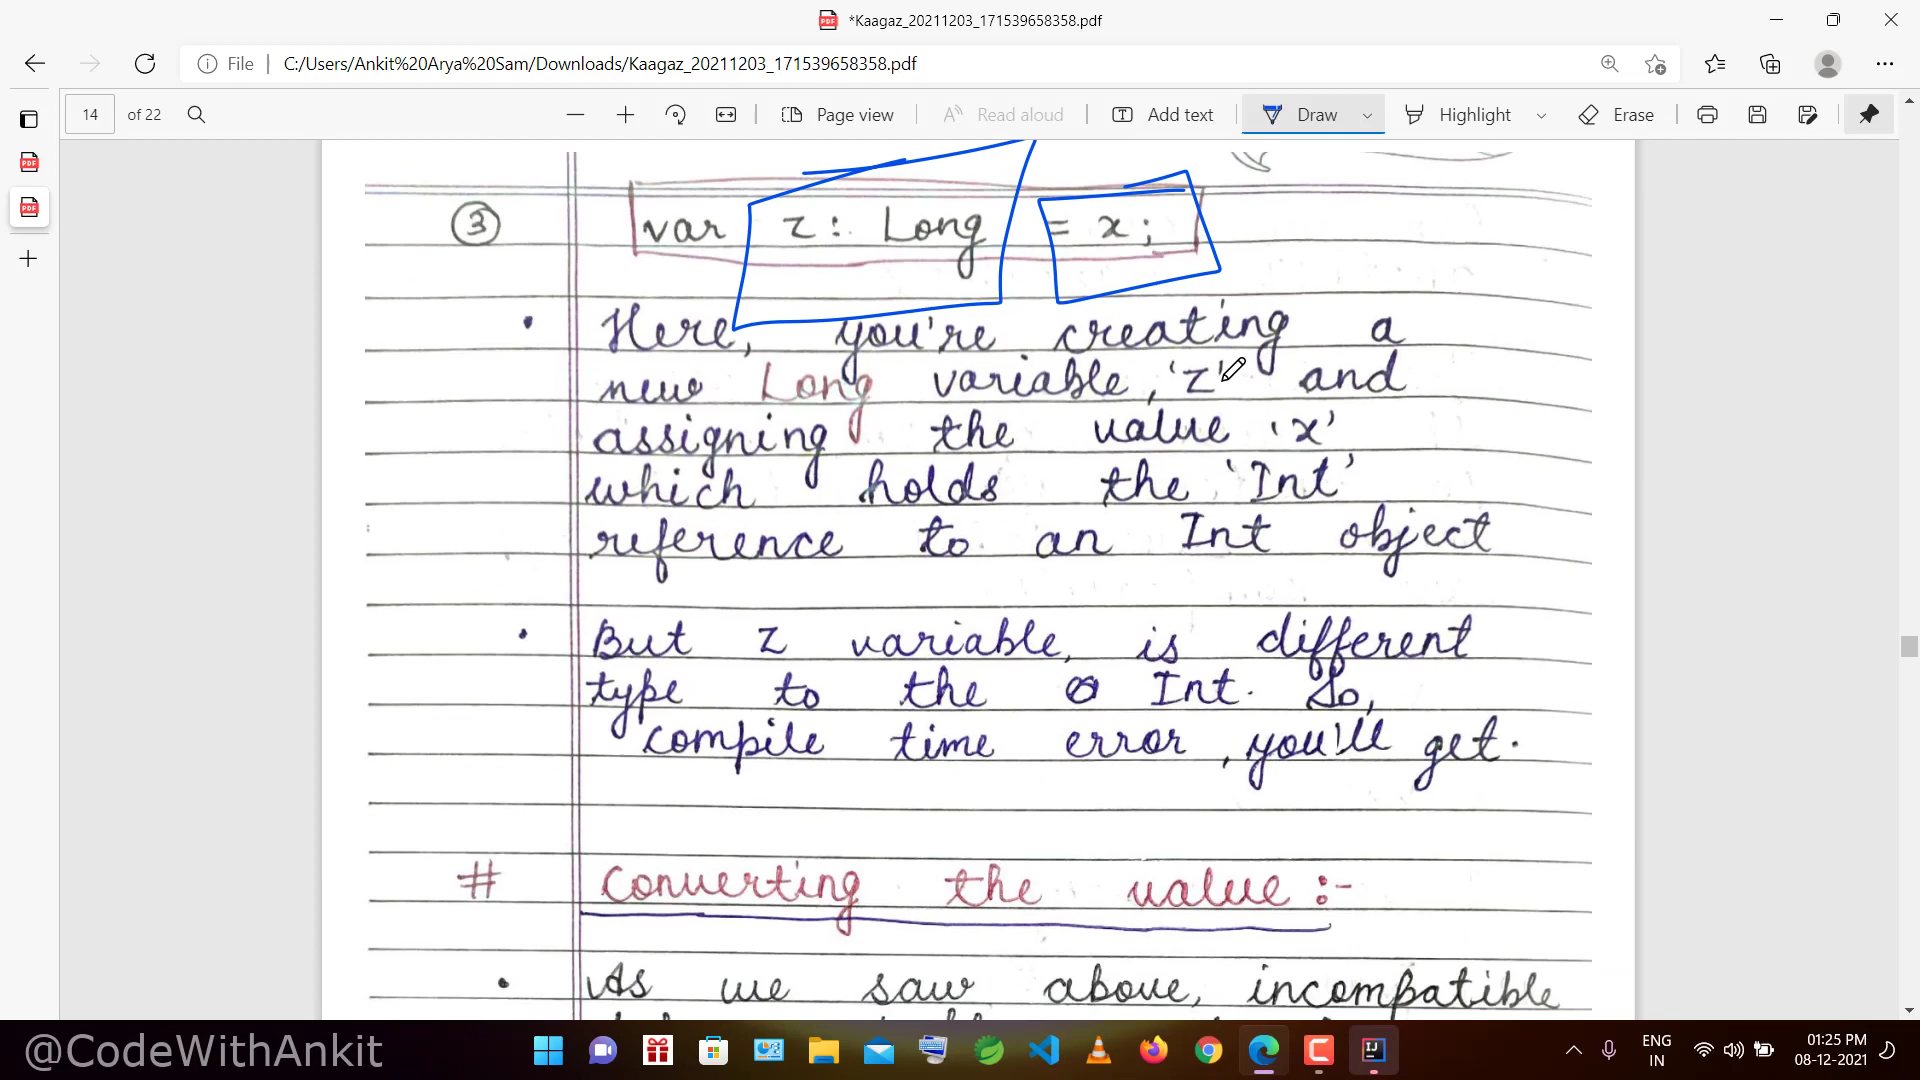 *Kaagaz_20211203_171539658358.pdf
File
C:/Users/Ankit%20Arya%20Sam/Downloads/Kaagaz_20211203_171539658358.pdf
14 of 22
Page view
Read aloud
Add text
Draw
Highlight
Erase
③ var z : Long = x ;
• Here, you're creating a
new Long variable, 'z' and
assigning the value 'x'
which holds the 'Int'
reference to an Int object
• But z variable, is different
type to the Int. So,
compile time error, you'll get.
# Converting the value :-
• As we saw above, incompatible
@CodeWithAnkit
ENG
IN
01:25 PM
08-12-2021